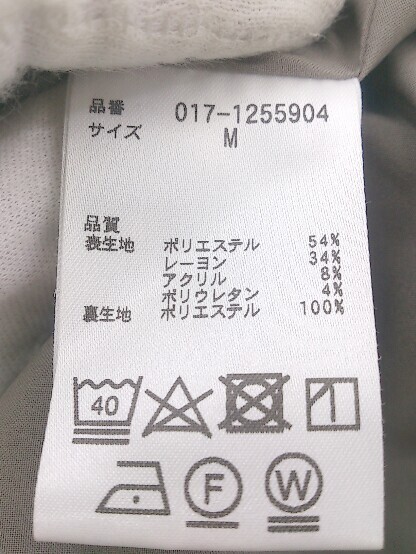 品番 017-1255904
サイズ M
品質
表生地 ポリエステル 54%
レーヨン 34%
アクリル 8%
ポリウレタン 4%
裏生地 ポリエステル 100%
40
F W